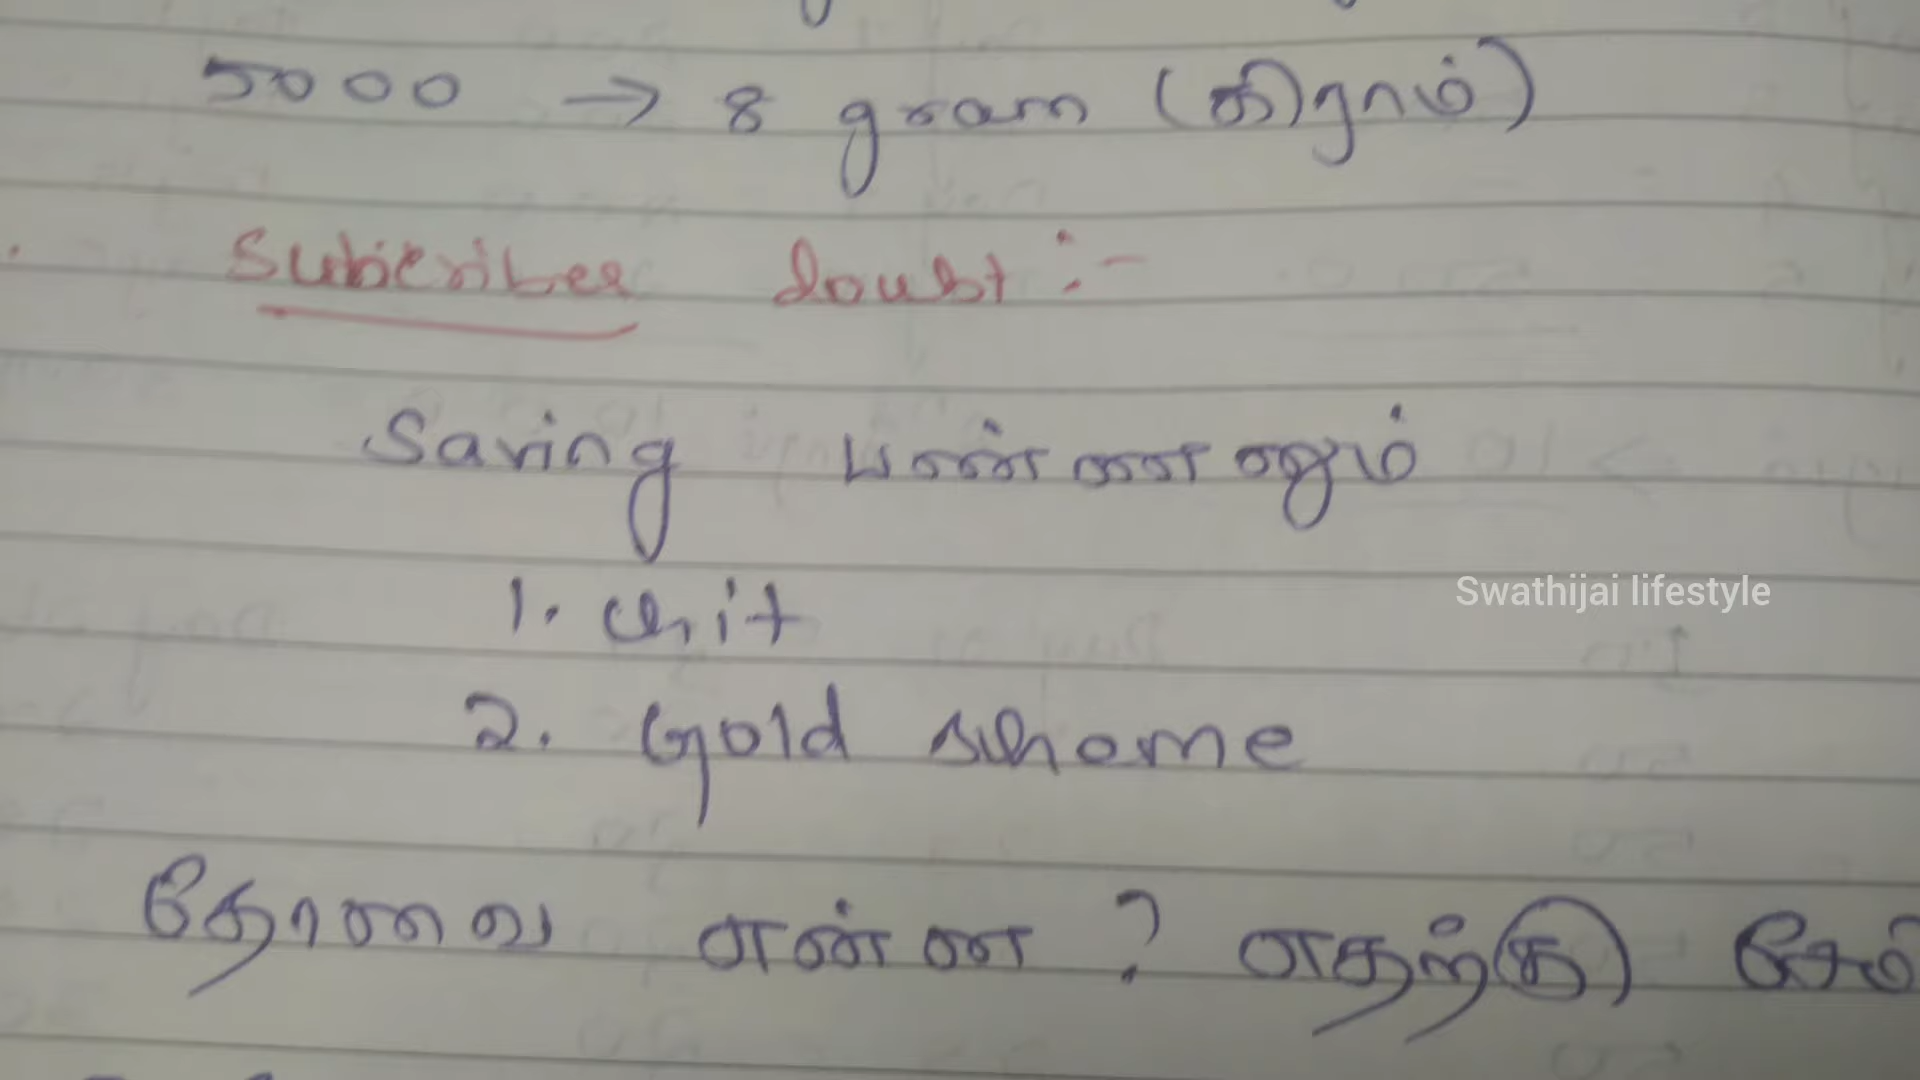 5000 → 8 gram (கிராம்)
Subscriber doubt :-
Saving பண்ணனும்
1. chit
Swathijai lifestyle
2. Gold scheme
தேவை என்ன ? எதற்கு